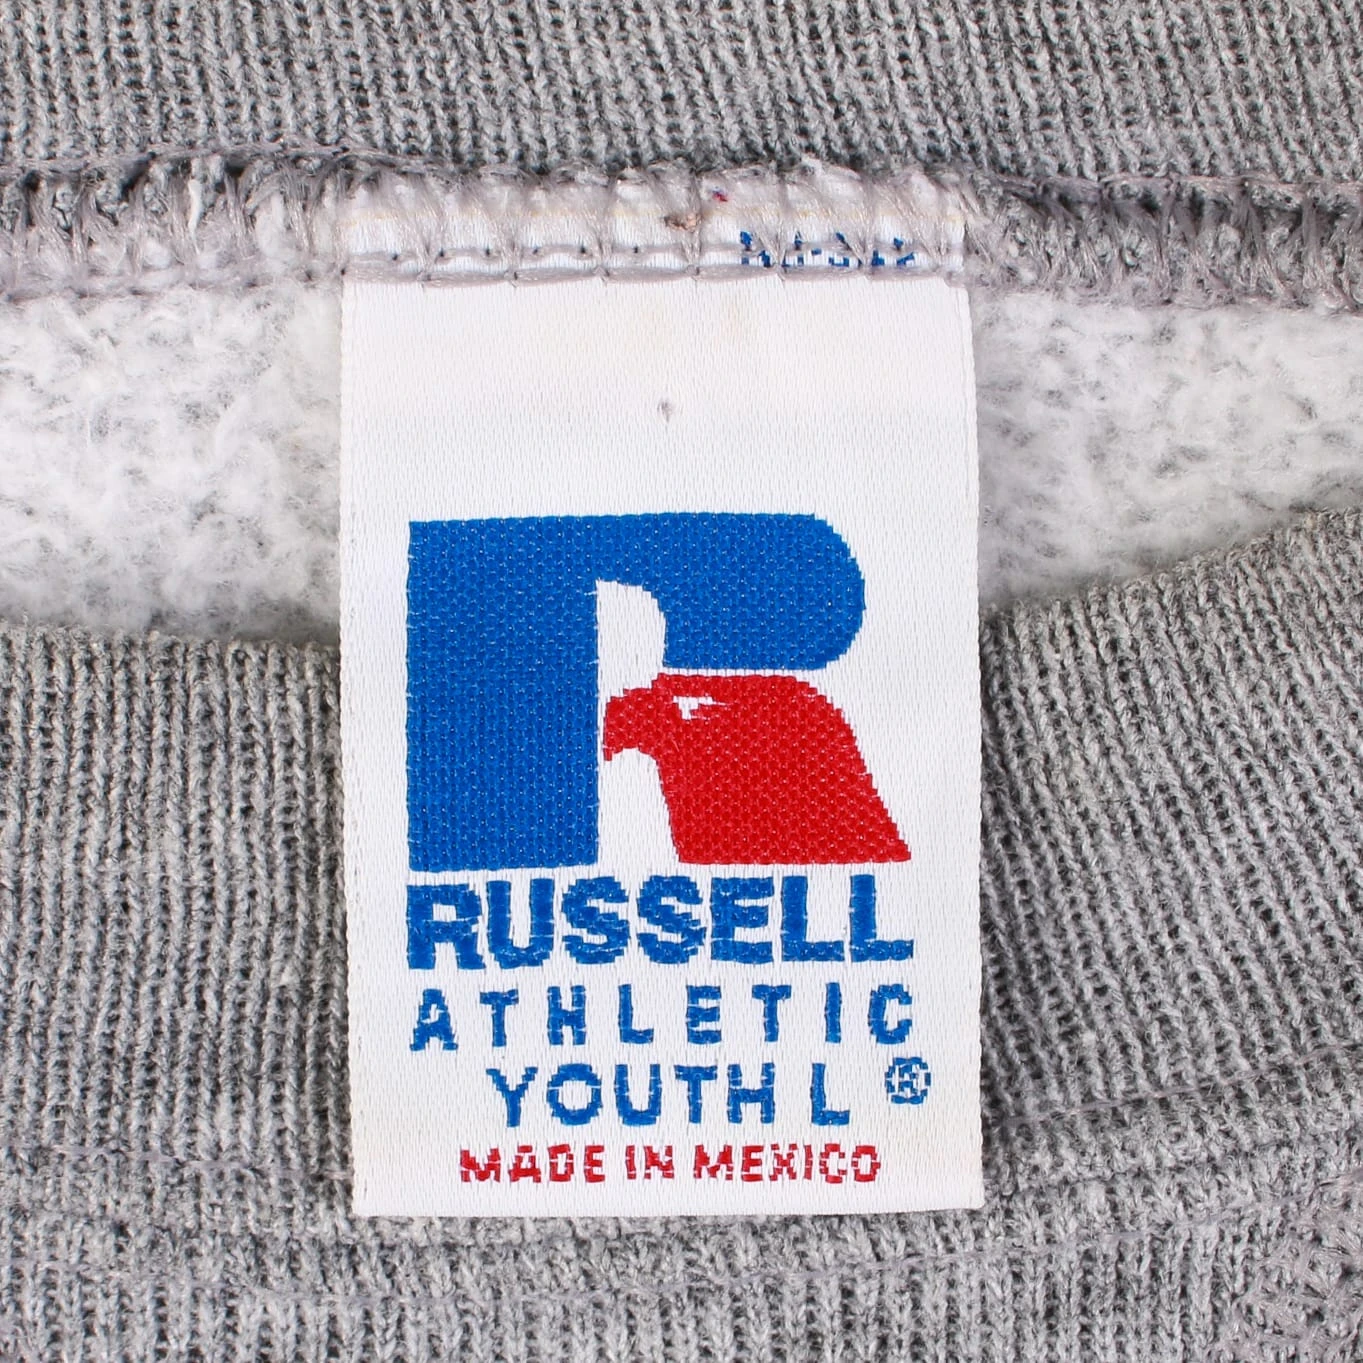 RUSSELL
ATHLETIC
YOUTH L ®
MADE IN MEXICO